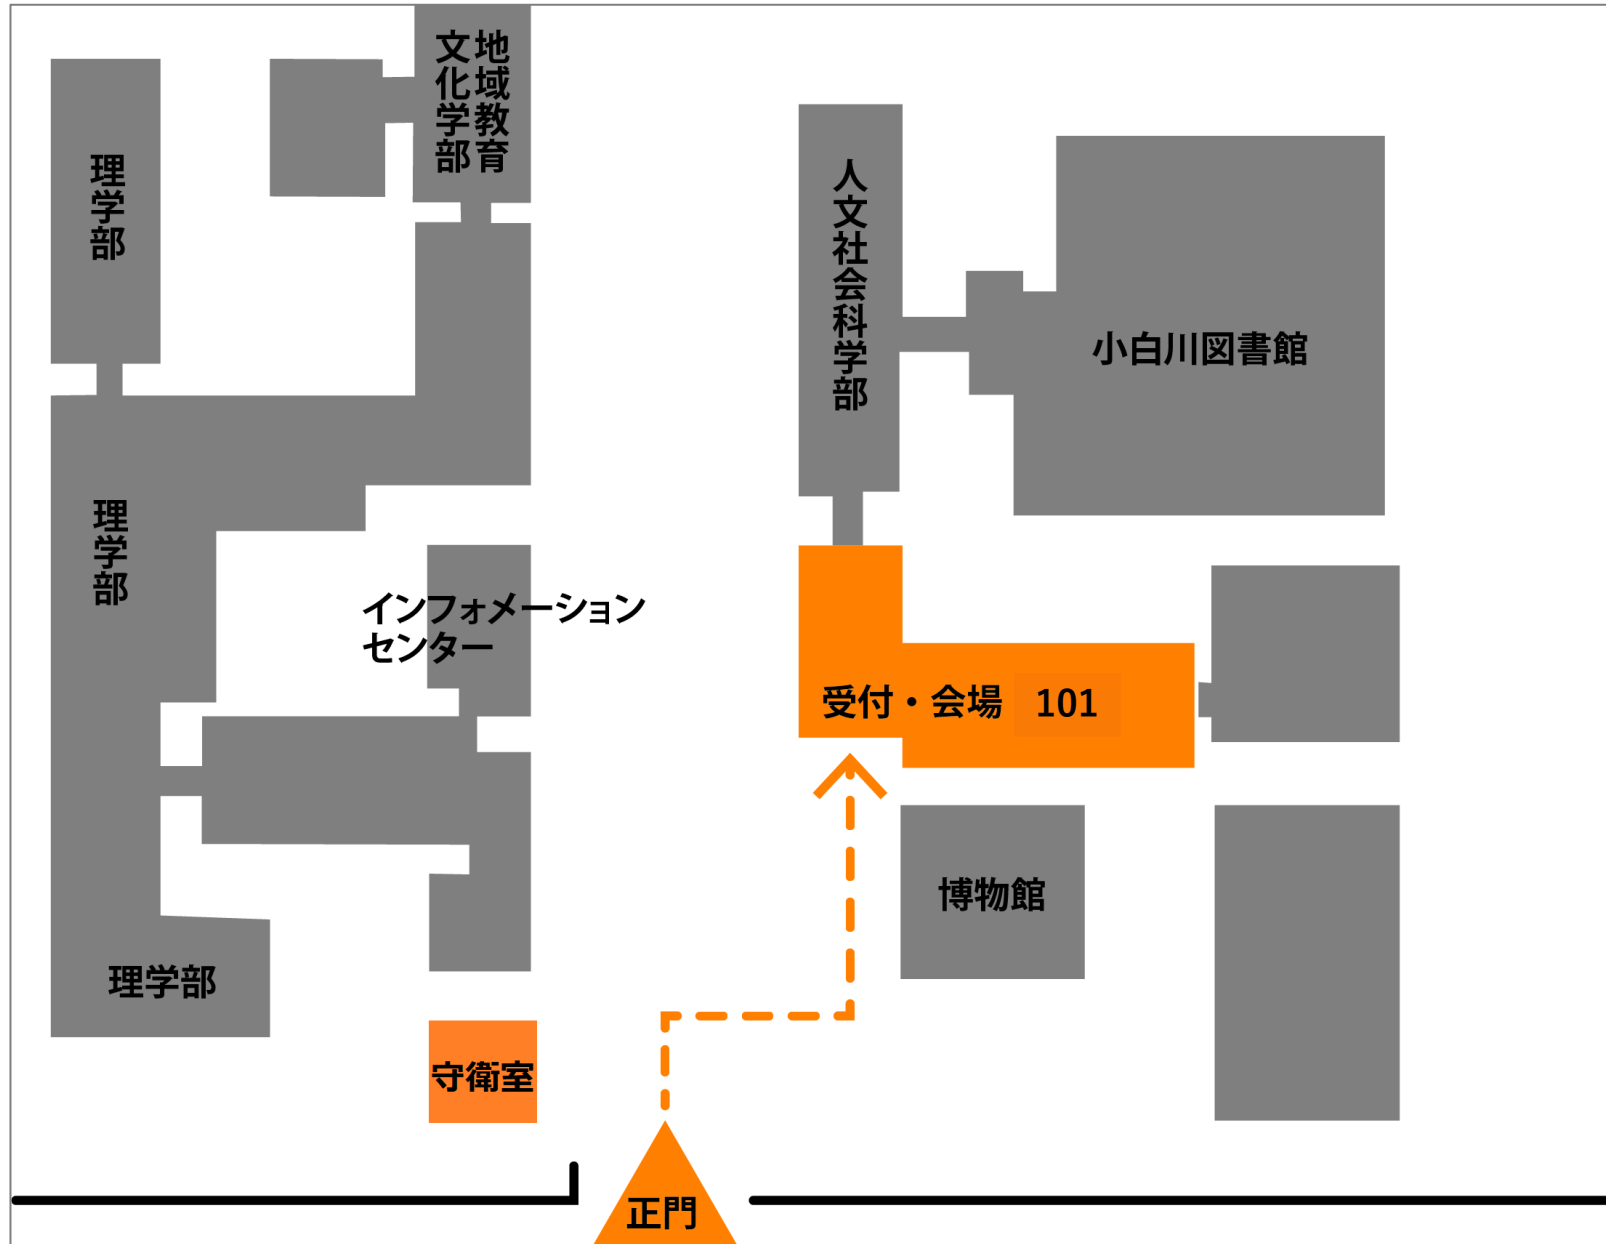 地域教育
文化学部
理学部
人文社会科学部
小白川図書館
理学部
インフォメーション
センター
受付・会場 101
博物館
理学部
守衛室
正門